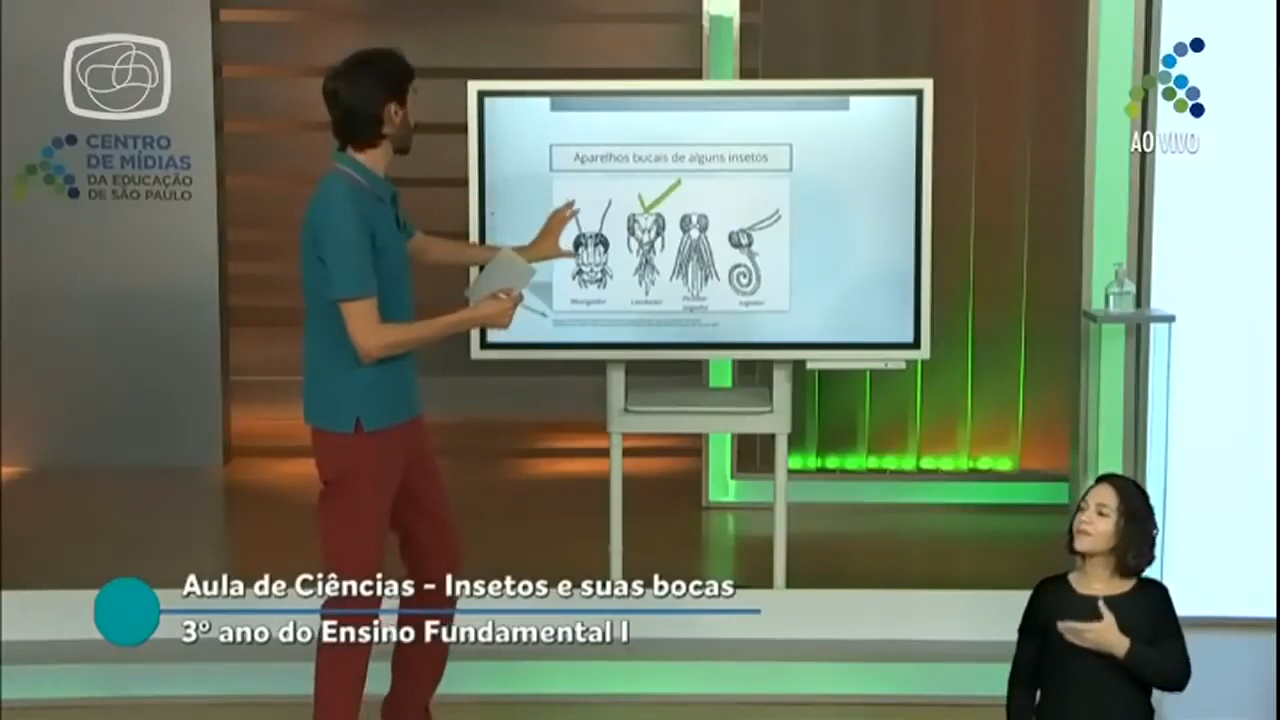 CENTRO
DE MÍDIAS
DA EDUCAÇÃO
DE SÃO PAULO
AO VIVO
Aparelhos bucais de alguns insetos
Mastigador
Lambedor
Picador
sugador
sugador
Aula de Ciências - Insetos e suas bocas
3º ano do Ensino Fundamental I